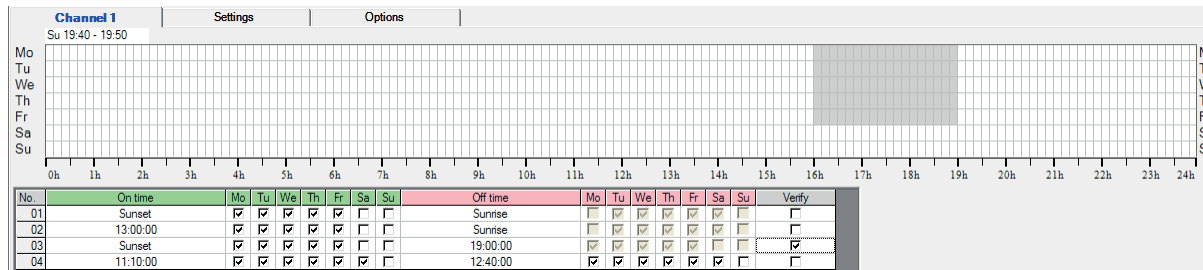 Channel 1 Settings Options
Su 19:40 - 19:50
Mo
Tu
We
Th
Fr
Sa
Su
0h 1h 2h 3h 4h 5h 6h 7h 8h 9h 10h 11h 12h 13h 14h 15h 16h 17h 18h 19h 20h 21h 22h 23h 24h
No. On time Mo Tu We Th Fr Sa Su Off time Mo Tu We Th Fr Sa Su Verify
01 Sunset Sunrise
02 13:00:00 Sunrise
03 Sunset 19:00:00
04 11:10:00 12:40:00